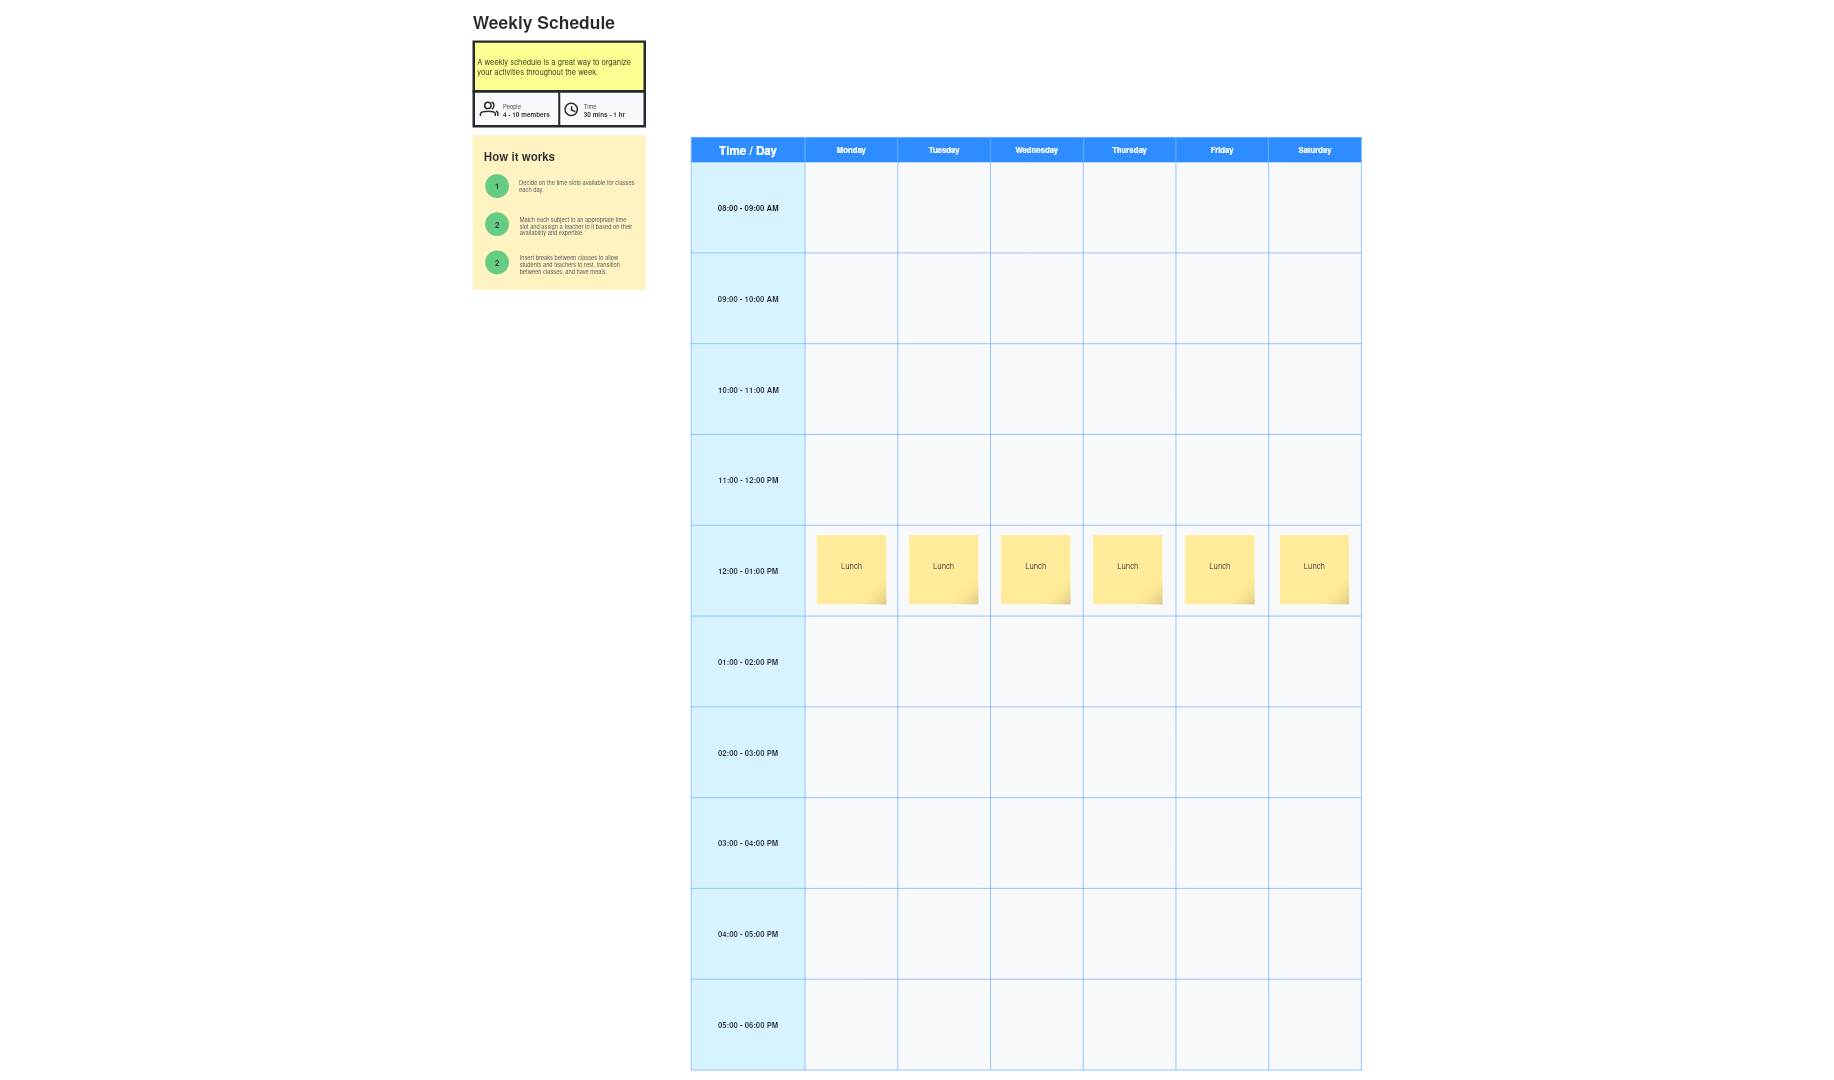 Weekly Schedule
A weekly schedule is a great way to organize
your activities throughout the week.
People
4 - 10 members
Time
30 mins - 1 hr
How it works
1
Decide on the time slots available for classes
each day.
2
Match each subject to an appropriate time
slot and assign a teacher to it based on their
availability and expertise.
2
Insert breaks between classes to allow
students and teachers to rest, transition
between classes, and have meals.
Time / Day Monday Tuesday Wednesday Thursday Friday Saturday
08:00 - 09:00 AM
09:00 - 10:00 AM
10:00 - 11:00 AM
11:00 - 12:00 PM
12:00 - 01:00 PM Lunch Lunch Lunch Lunch Lunch Lunch
01:00 - 02:00 PM
02:00 - 03:00 PM
03:00 - 04:00 PM
04:00 - 05:00 PM
05:00 - 06:00 PM